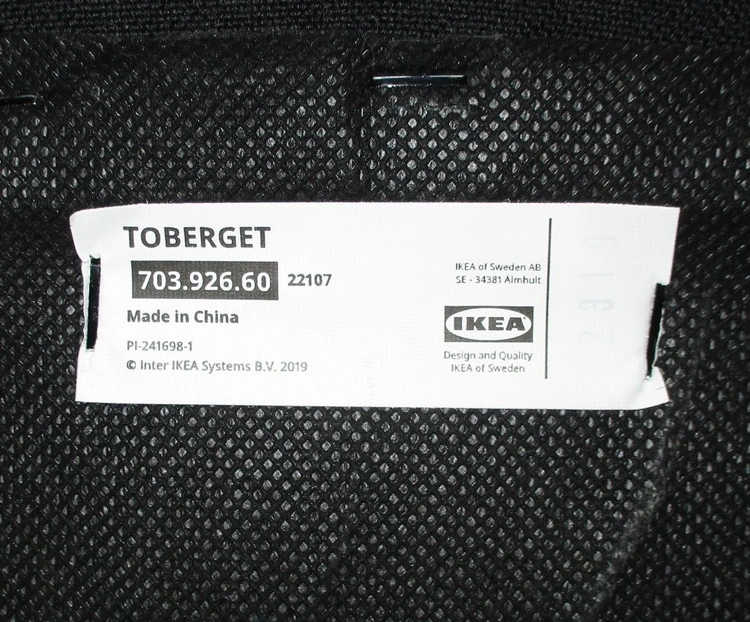 TOBERGET
703.926.60 22107
Made in China
PI-241698-1
© Inter IKEA Systems B.V. 2019
IKEA of Sweden AB
SE - 34381 Älmhult
IKEA
Design and Quality
IKEA of Sweden